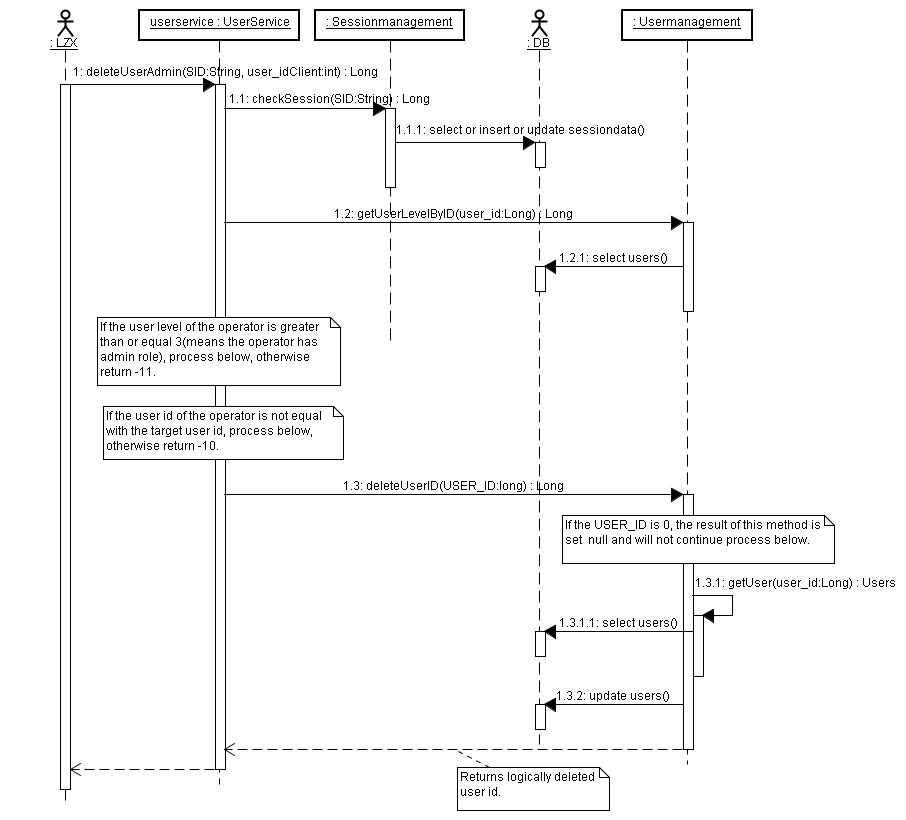 : LZX
userservice : UserService
: Sessionmanagement
: DB
: Usermanagement
1: deleteUserAdmin(SID:String, user_idClient:int) : Long
1.1: checkSession(SID:String) : Long
1.1.1: select or insert or update sessiondata()
1.2: getUserLevelByID(user_id:Long) : Long
1.2.1: select users()
If the user level of the operator is greater
than or equal 3(means the operator has
admin role), process below, otherwise
return -11.
If the user id of the operator is not equal
with the target user id, process below,
otherwise return -10.
1.3: deleteUserID(USER_ID:long) : Long
If the USER_ID is 0, the result of this method is
set null and will not continue process below.
1.3.1: getUser(user_id:Long) : Users
1.3.1.1: select users()
1.3.2: update users()
Returns logically deleted
user id.